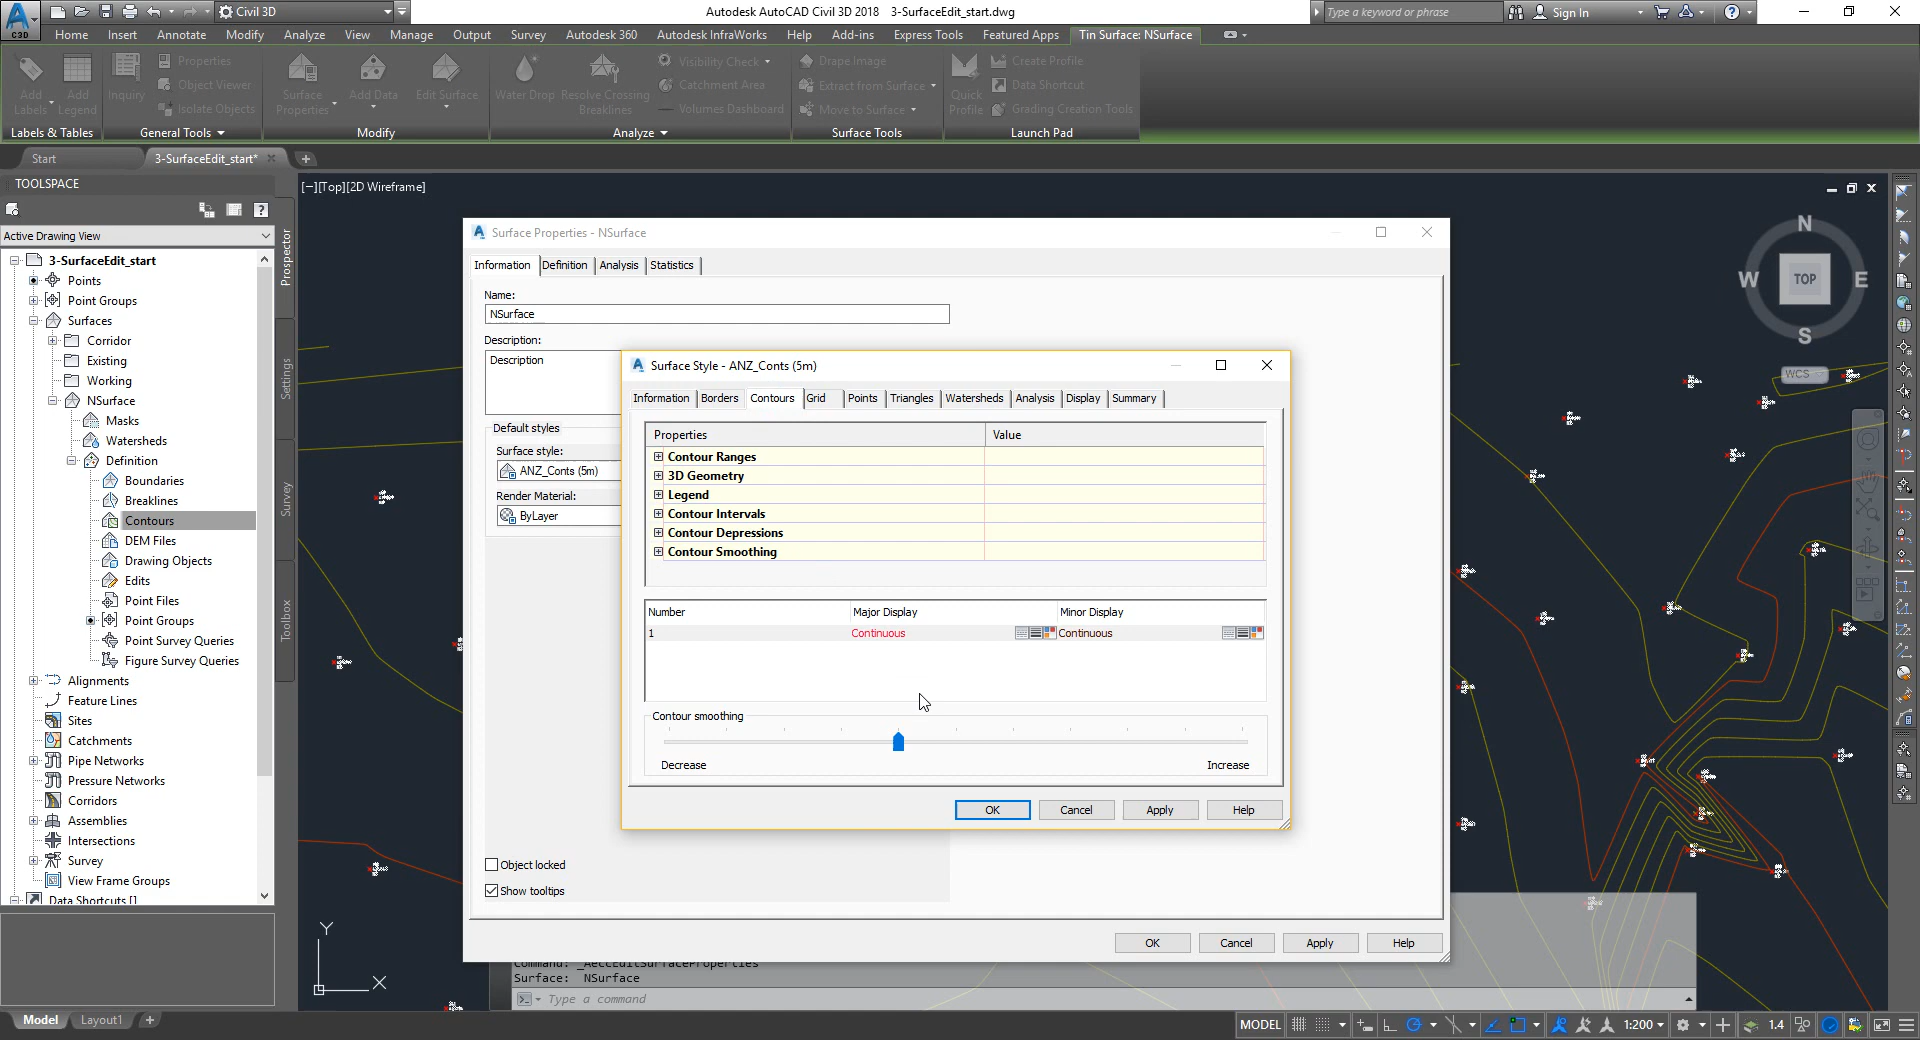 Civil 3D
Autodesk AutoCAD Civil 3D 2018 3-SurfaceEdit_start.dwg
Type a keyword or phrase
Sign In
C3D
Home Insert Annotate Modify Analyze View Manage Output Survey Autodesk 360 Autodesk InfraWorks Help Add-ins Express Tools Featured Apps Tin Surface: NSurface
Add Labels
Add Legend
Labels & Tables
Inquiry
Properties
Object Viewer
Isolate Objects
General Tools
Surface Properties
Add Data
Edit Surface
Modify
Water Drop
Resolve Crossing Breaklines
Visibility Check
Catchment Area
Volumes Dashboard
Analyze
Drape Image
Extract from Surface
Move to Surface
Surface Tools
Quick Profile
Create Profile
Data Shortcut
Grading Creation Tools
Launch Pad
Start
3-SurfaceEdit_start*
TOOLSPACE
Active Drawing View
Prospector
Settings
Survey
Toolbox
3-SurfaceEdit_start
Points
Point Groups
Surfaces
Corridor
Existing
Working
NSurface
Masks
Watersheds
Definition
Boundaries
Breaklines
Contours
DEM Files
Drawing Objects
Edits
Point Files
Point Groups
Point Survey Queries
Figure Survey Queries
Alignments
Feature Lines
Sites
Catchments
Pipe Networks
Pressure Networks
Corridors
Assemblies
Intersections
Survey
View Frame Groups
Data Shortcuts []
[−][Top][2D Wireframe]
N
W TOP E
S
WCS
Surface Properties - NSurface
Information Definition Analysis Statistics
Name:
NSurface
Description:
Description
Default styles
Surface style:
ANZ_Conts (5m)
Render Material:
ByLayer
Object locked
Show tooltips
OK Cancel Apply Help
Surface Style - ANZ_Conts (5m)
Information Borders Contours Grid Points Triangles Watersheds Analysis Display Summary
Properties Value
Contour Ranges
3D Geometry
Legend
Contour Intervals
Contour Depressions
Contour Smoothing
Number Major Display Minor Display
1 Continuous Continuous
Contour smoothing
Decrease Increase
OK Cancel Apply Help
Y
X
Command: _AeccEditSurfaceProperties
Surface: NSurface
Type a command
Model Layout1
MODEL 1:200 1.4